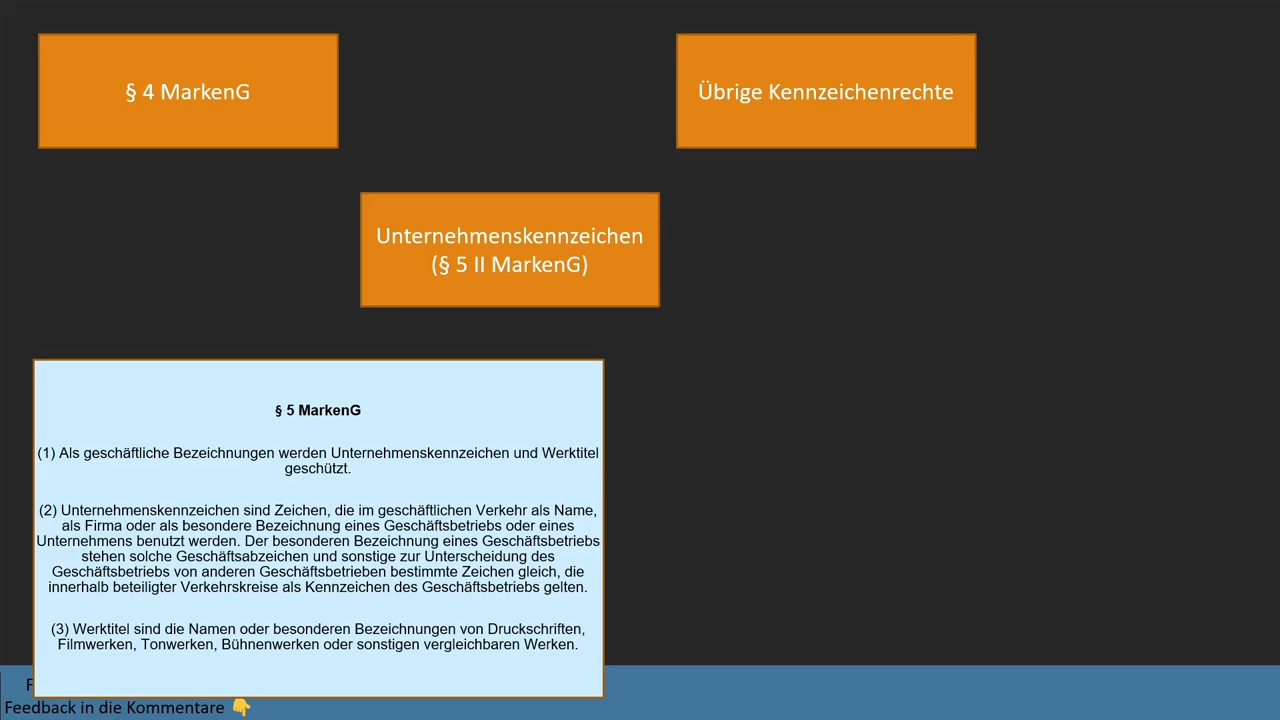 § 4 MarkenG
Übrige Kennzeichenrechte
Unternehmenskennzeichen
(§ 5 II MarkenG)
§ 5 MarkenG
(1) Als geschäftliche Bezeichnungen werden Unternehmenskennzeichen und Werktitel
geschützt.
(2) Unternehmenskennzeichen sind Zeichen, die im geschäftlichen Verkehr als Name,
als Firma oder als besondere Bezeichnung eines Geschäftsbetriebs oder eines
Unternehmens benutzt werden. Der besonderen Bezeichnung eines Geschäftsbetriebs
stehen solche Geschäftsabzeichen und sonstige zur Unterscheidung des
Geschäftsbetriebs von anderen Geschäftsbetrieben bestimmte Zeichen gleich, die
innerhalb beteiligter Verkehrskreise als Kennzeichen des Geschäftsbetriebs gelten.
(3) Werktitel sind die Namen oder besonderen Bezeichnungen von Druckschriften,
Filmwerken, Tonwerken, Bühnenwerken oder sonstigen vergleichbaren Werken.
Feedback in die Kommentare 👇